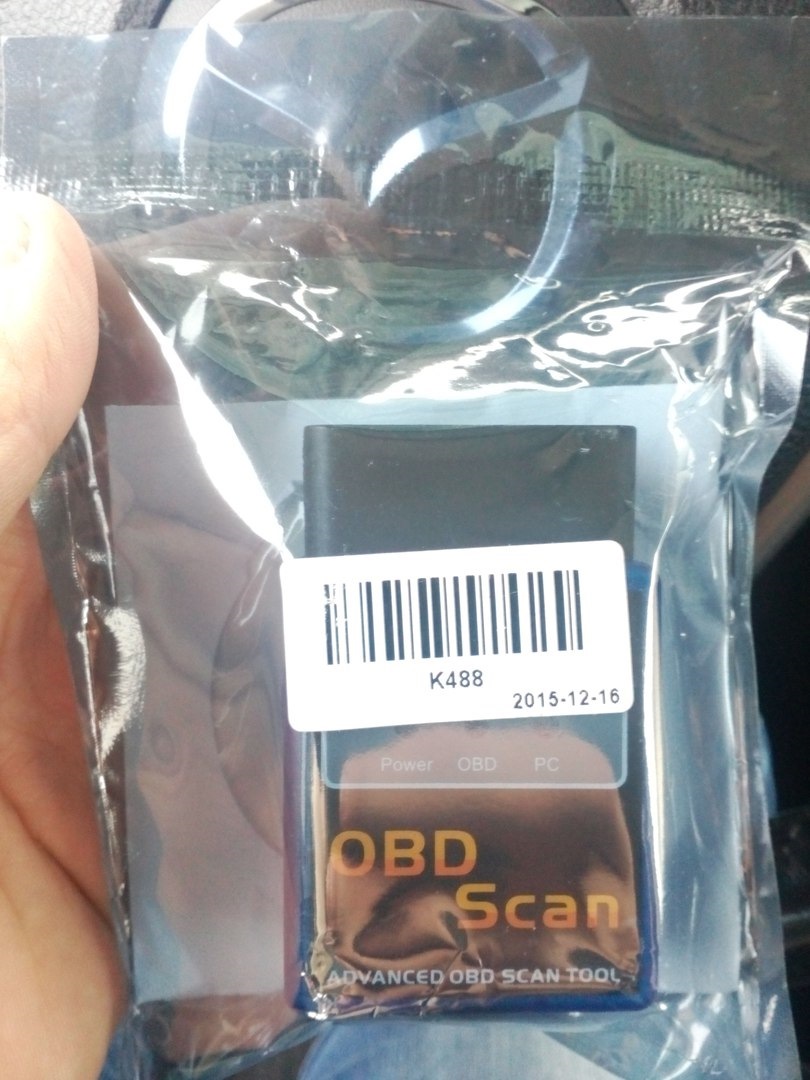 K488
2015-12-16
Power OBD PC
OBD
Scan
ADVANCED OBD SCAN TOOL